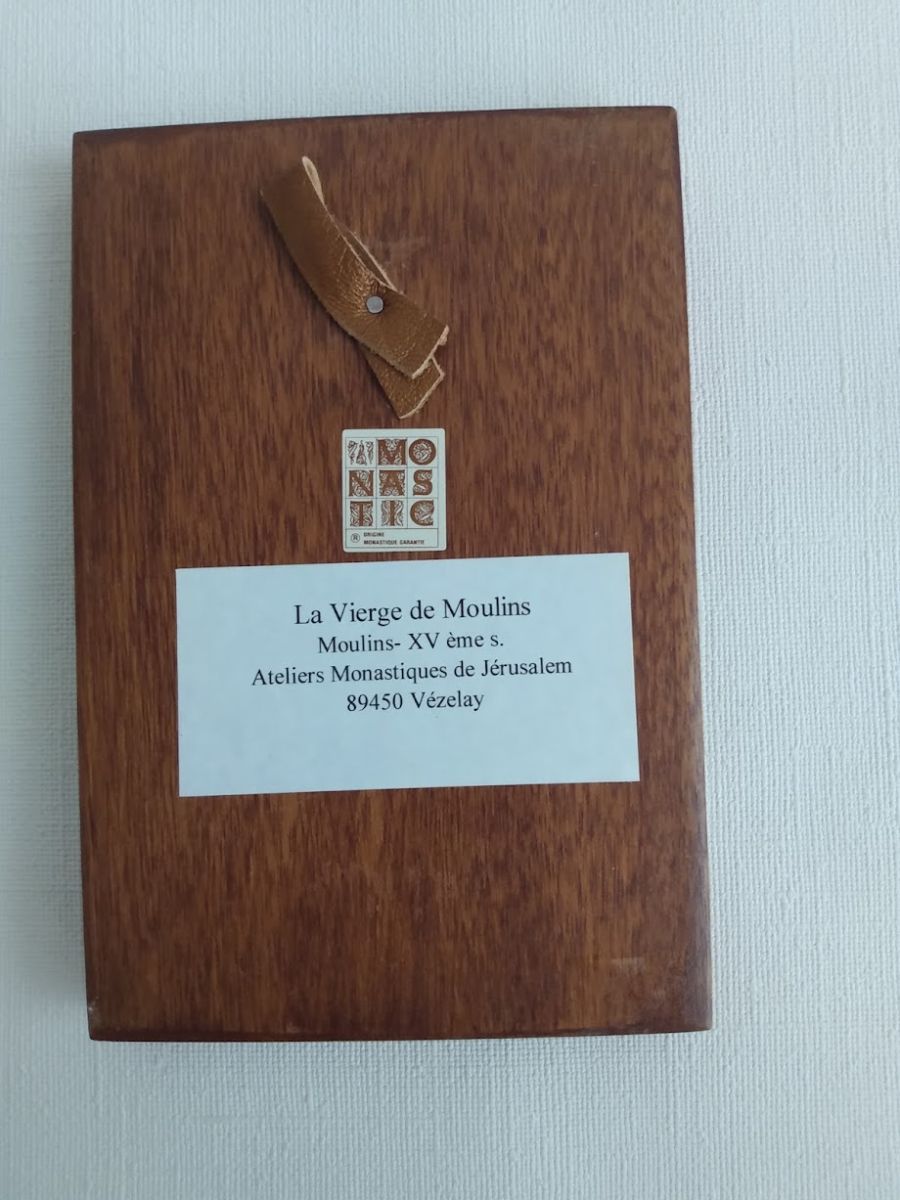 MO
NAS
TIC
® ORIGINE
MONASTIQUE GARANTIE
La Vierge de Moulins
Moulins- XV ème s.
Ateliers Monastiques de Jérusalem
89450 Vézelay